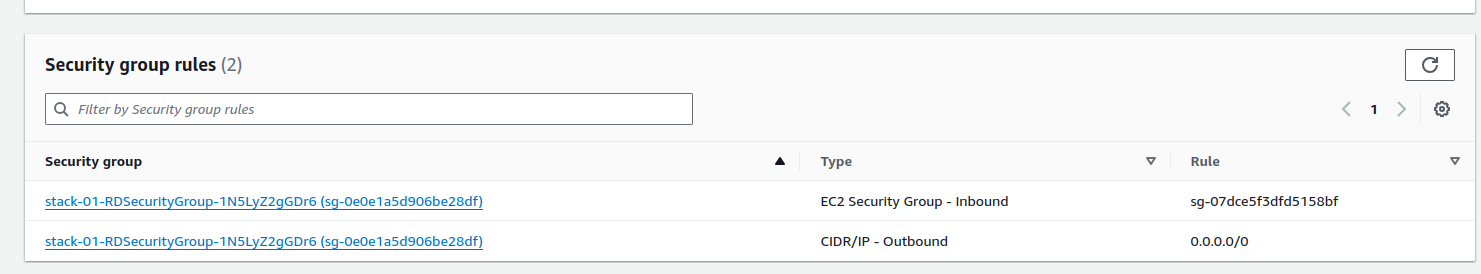 Security group rules (2)
Filter by Security group rules
1
Security group Type Rule
stack-01-RDSecurityGroup-1N5LyZ2gGDr6 (sg-0e0e1a5d906be28df) EC2 Security Group - Inbound sg-07dce5f3dfd5158bf
stack-01-RDSecurityGroup-1N5LyZ2gGDr6 (sg-0e0e1a5d906be28df) CIDR/IP - Outbound 0.0.0.0/0